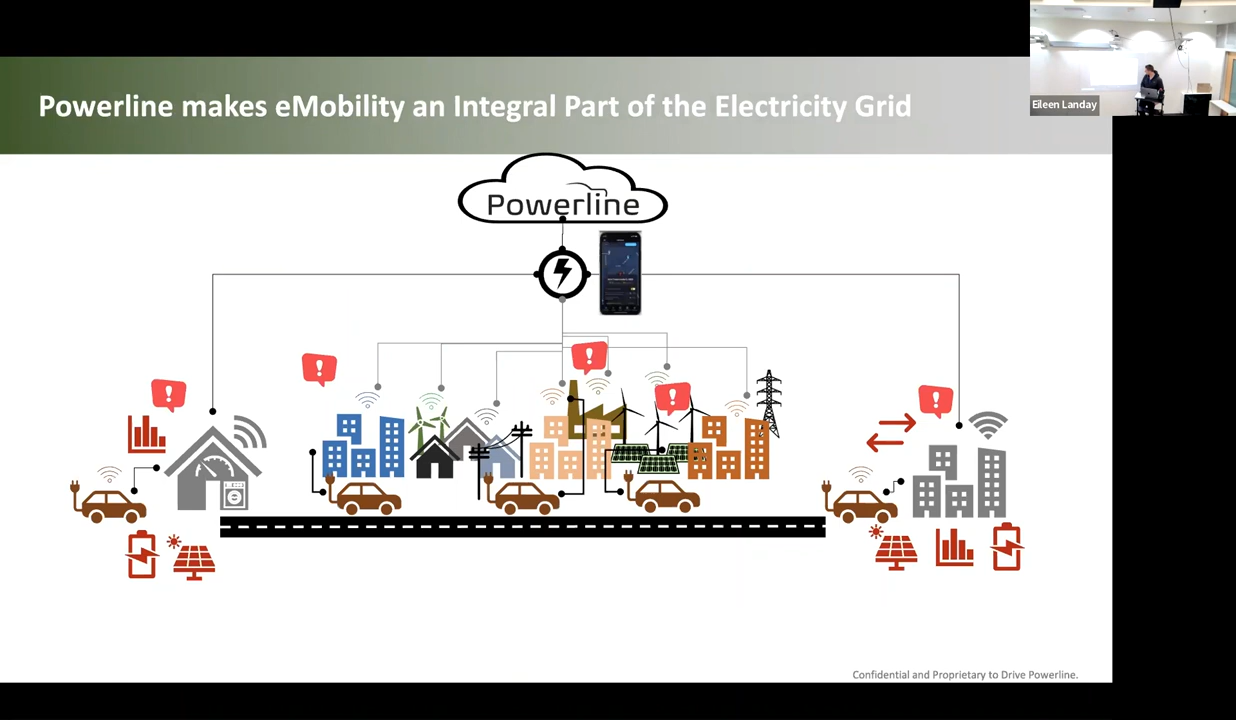 Powerline makes eMobility an Integral Part of the Electricity Grid
Eileen Landay
Powerline
Confidential and Proprietary to Drive Powerline.